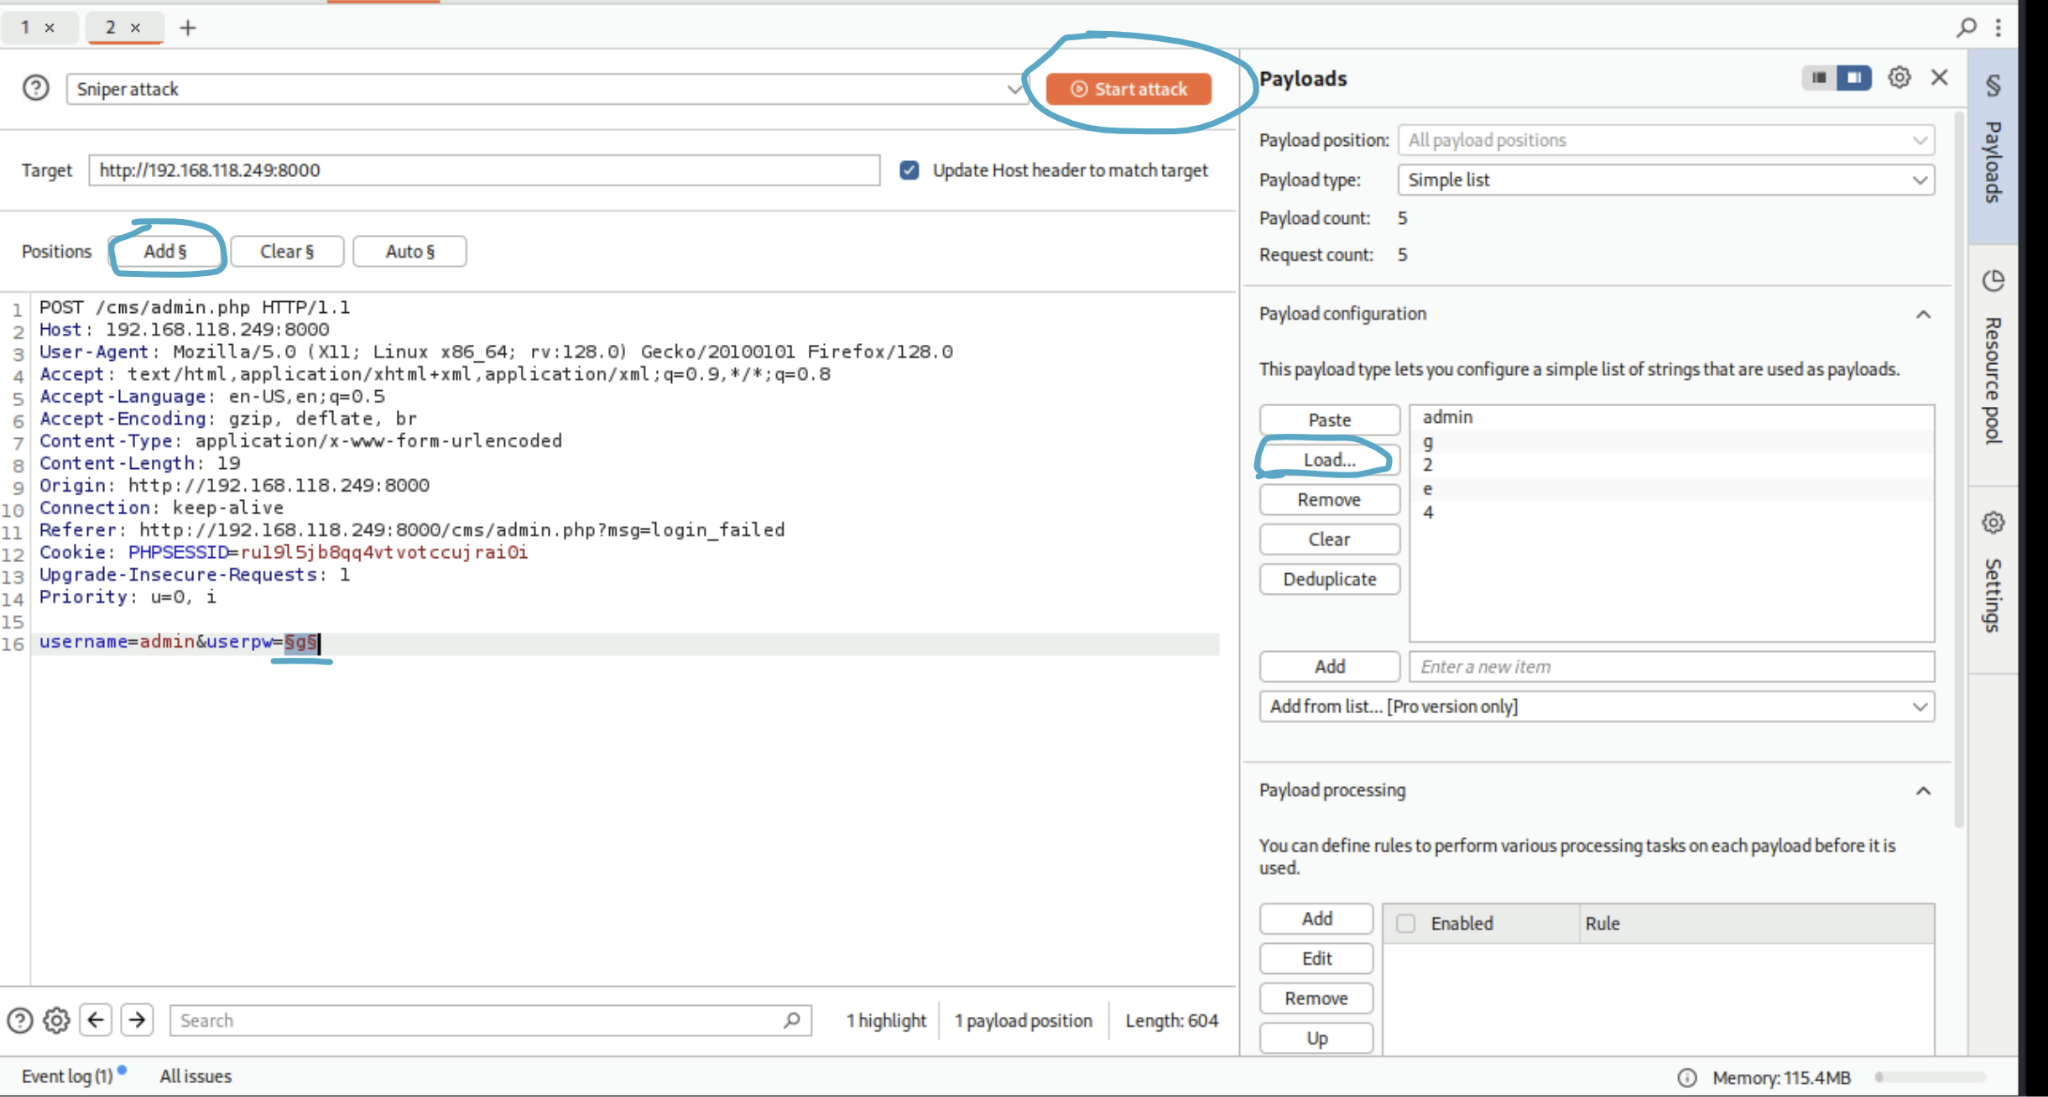 1 × 2 × +
Sniper attack
Start attack
Target http://192.168.118.249:8000 Update Host header to match target
Positions Add § Clear § Auto §
1 POST /cms/admin.php HTTP/1.1
2 Host: 192.168.118.249:8000
3 User-Agent: Mozilla/5.0 (X11; Linux x86_64; rv:128.0) Gecko/20100101 Firefox/128.0
4 Accept: text/html,application/xhtml+xml,application/xml;q=0.9,*/*;q=0.8
5 Accept-Language: en-US,en;q=0.5
6 Accept-Encoding: gzip, deflate, br
7 Content-Type: application/x-www-form-urlencoded
8 Content-Length: 19
9 Origin: http://192.168.118.249:8000
10 Connection: keep-alive
11 Referer: http://192.168.118.249:8000/cms/admin.php?msg=login_failed
12 Cookie: PHPSESSID=ru19l5jb8qq4vtvotccujrai0i
13 Upgrade-Insecure-Requests: 1
14 Priority: u=0, i
15
16 username=admin&userpw=§g§
Search
1 highlight
1 payload position
Length: 604
Payloads
Payload position: All payload positions
Payload type: Simple list
Payload count: 5
Request count: 5
Payload configuration
This payload type lets you configure a simple list of strings that are used as payloads.
Paste
Load...
Remove
Clear
Deduplicate
admin
g
2
e
4
Add Enter a new item
Add from list... [Pro version only]
Payload processing
You can define rules to perform various processing tasks on each payload before it is
used.
Add
Edit
Remove
Up
Enabled Rule
§ Payloads
Resource pool
Settings
Event log (1) All issues
Memory: 115.4MB